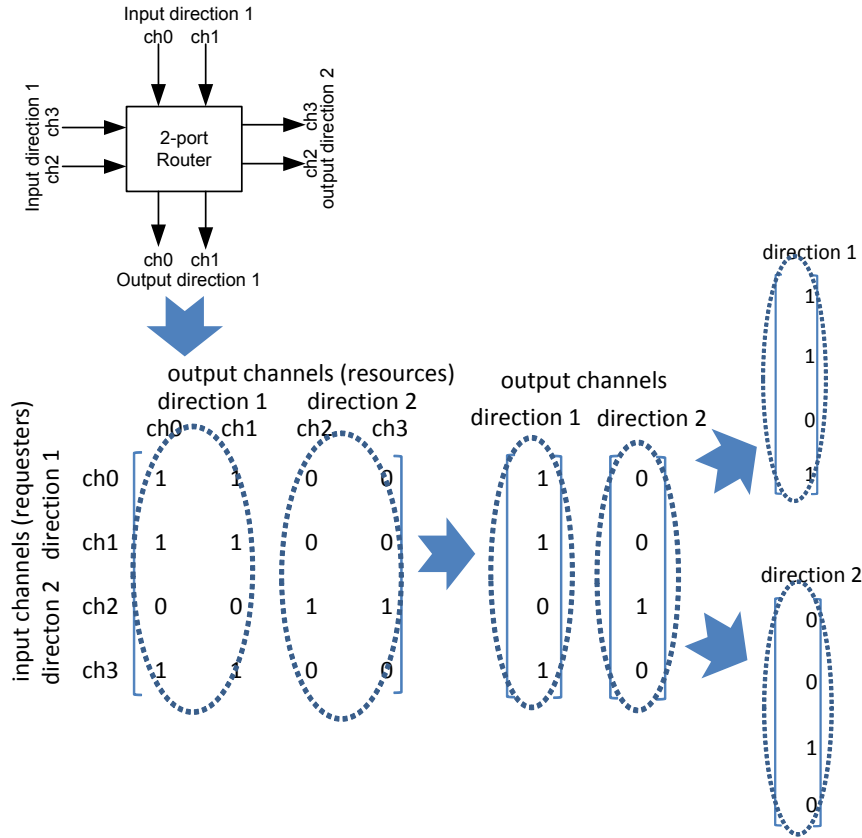 Input direction 1
ch0 ch1
Input direction 1
ch3
ch2
2-port
Router
ch3
ch2
output direction 2
ch0 ch1
Output direction 1
output channels (resources)
direction 1 direction 2
ch0 ch1 ch2 ch3
input channels (requesters)
direction 1
directon 2
ch0 1 1 0 0
ch1 1 1 0 0
ch2 0 0 1 1
ch3 1 1 0 0
output channels
direction 1 direction 2
1 0
1 0
0 1
1 0
direction 1
1
1
0
1
direction 2
0
0
1
0